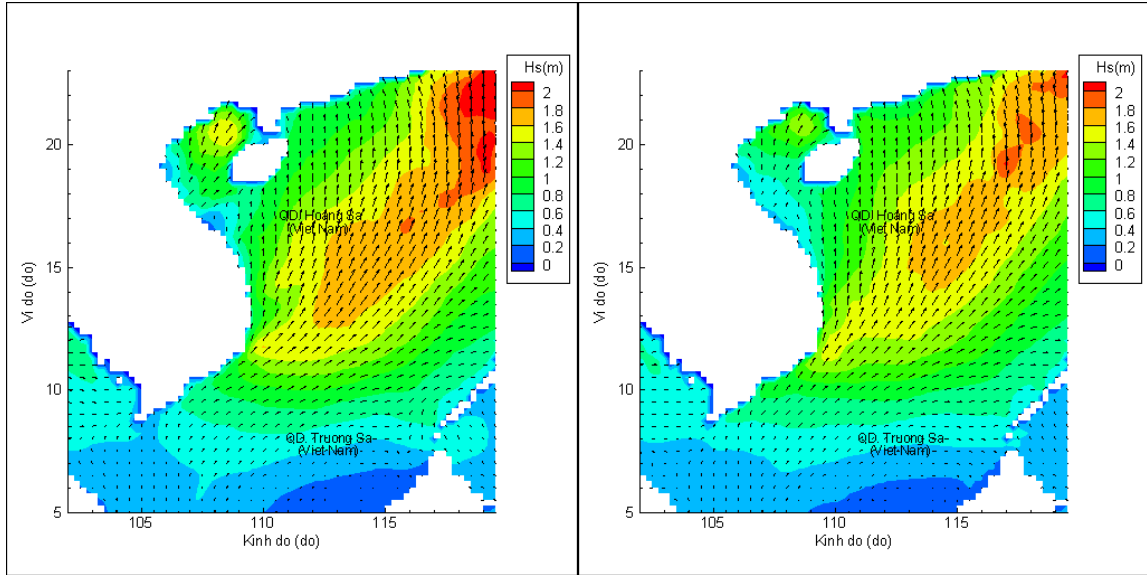 Hs(m)
2
1.8
1.6
1.4
1.2
1
0.8
0.6
0.4
0.2
0
20
15
10
5
Vi do (do)
QD. Hoang Sa
(Viet Nam)
QD. Truong Sa
(Viet Nam)
105
110
115
Kinh do (do)
Hs(m)
2
1.8
1.6
1.4
1.2
1
0.8
0.6
0.4
0.2
0
20
15
10
5
Vi do (do)
QD. Hoang Sa
(Viet Nam)
QD. Truong Sa
(Viet Nam)
105
110
115
Kinh do (do)